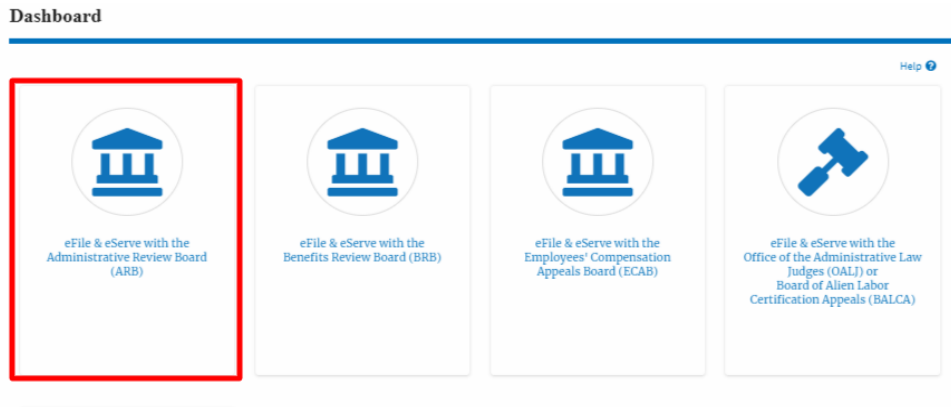 Dashboard
Help
eFile & eServe with the
Administrative Review Board
(ARB)
eFile & eServe with the
Benefits Review Board (BRB)
eFile & eServe with the
Employees' Compensation
Appeals Board (ECAB)
eFile & eServe with the
Office of the Administrative Law
Judges (OALJ) or
Board of Alien Labor
Certification Appeals (BALCA)